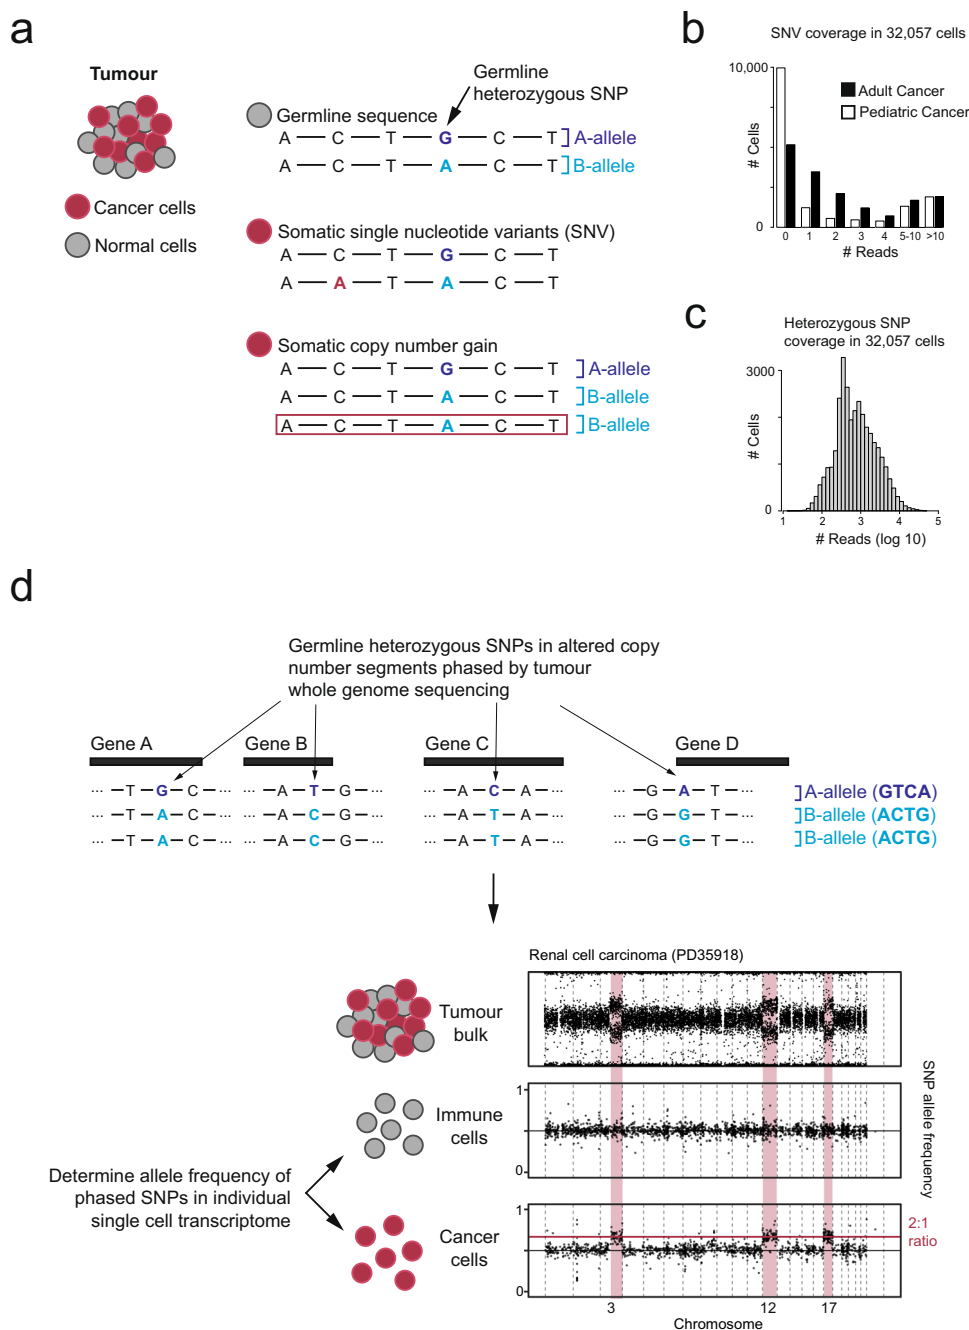 a
Tumour
Cancer cells
Normal cells
Germline
heterozygous SNP
Germline sequence
A C T G C T ]A-allele
A C T A C T ]B-allele
Somatic single nucleotide variants (SNV)
A C T G C T
A A T A C T
Somatic copy number gain
A C T G C T ]A-allele
A C T A C T ]B-allele
A C T A C T ]B-allele
b
SNV coverage in 32,057 cells
10,000
Adult Cancer
Pediatric Cancer
# Cells
0
0 1 2 3 4 5-10 >10
# Reads
c
Heterozygous SNP
coverage in 32,057 cells
3000
# Cells
0
1 2 3 4 5
# Reads (log 10)
d
Germline heterozygous SNPs in altered copy
number segments phased by tumour
whole genome sequencing
Gene A Gene B Gene C Gene D
... T G C ... ... A T G ... ... A C A ... ... G A T ... ]A-allele (GTCA)
... T A C ... ... A C G ... ... A T A ... ... G G T ... ]B-allele (ACTG)
... T A C ... ... A C G ... ... A T A ... ... G G T ... ]B-allele (ACTG)
Renal cell carcinoma (PD35918)
Tumour
bulk
Immune
cells
Determine allele frequency of
phased SNPs in individual
single cell transcriptome
Cancer
cells
1
0
1
0
SNP allele frequency
2:1
ratio
3 12 17
Chromosome